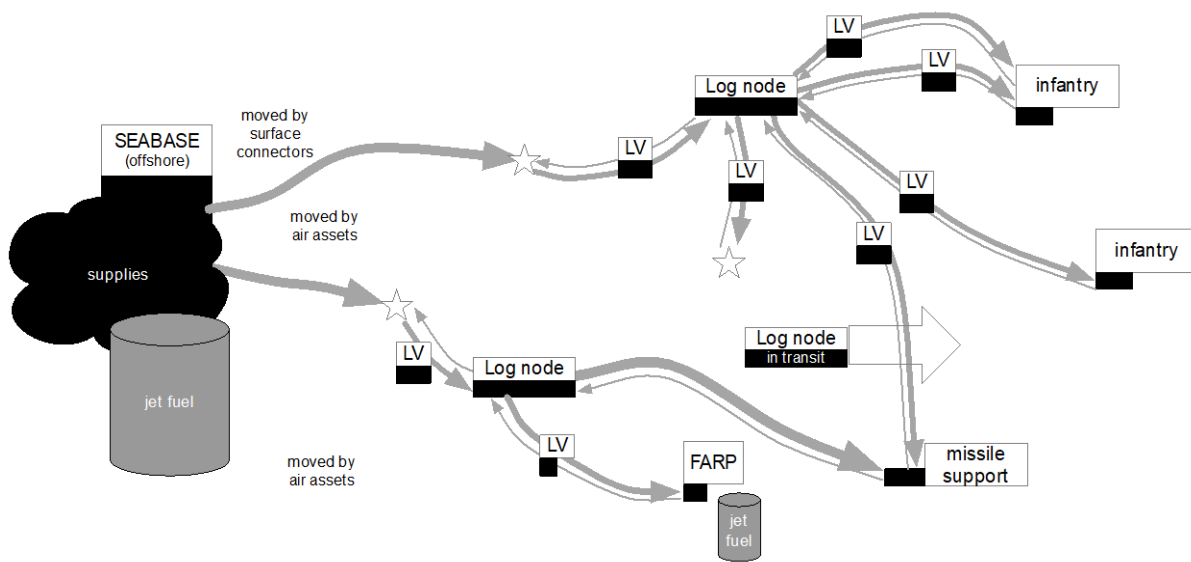 LV
LV
infantry
Log node
moved by
surface
connectors
SEABASE
(offshore)
LV
LV
LV
moved by
air assets
LV
infantry
supplies
Log node
in transit
LV
Log node
jet fuel
LV
moved by
air assets
FARP
missile
support
jet
fuel